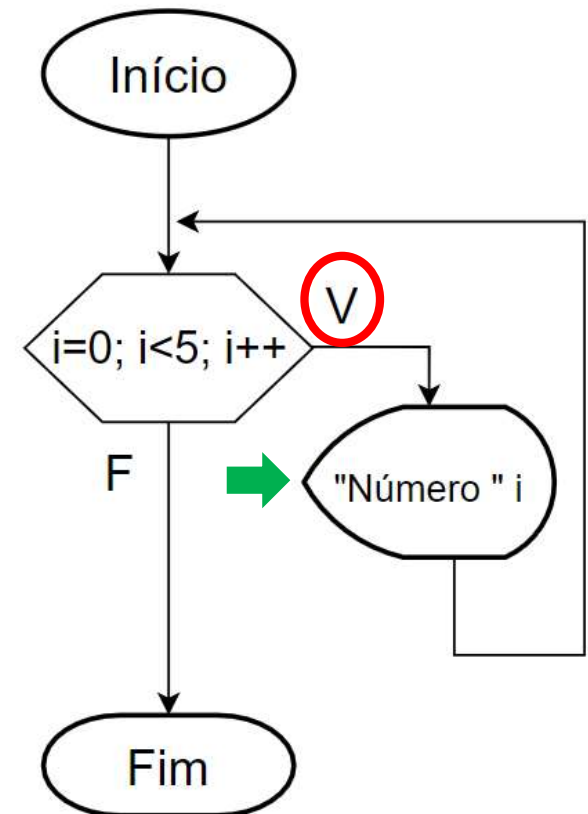 Início
i=0; i<5; i++
V
F
"Número " i
Fim